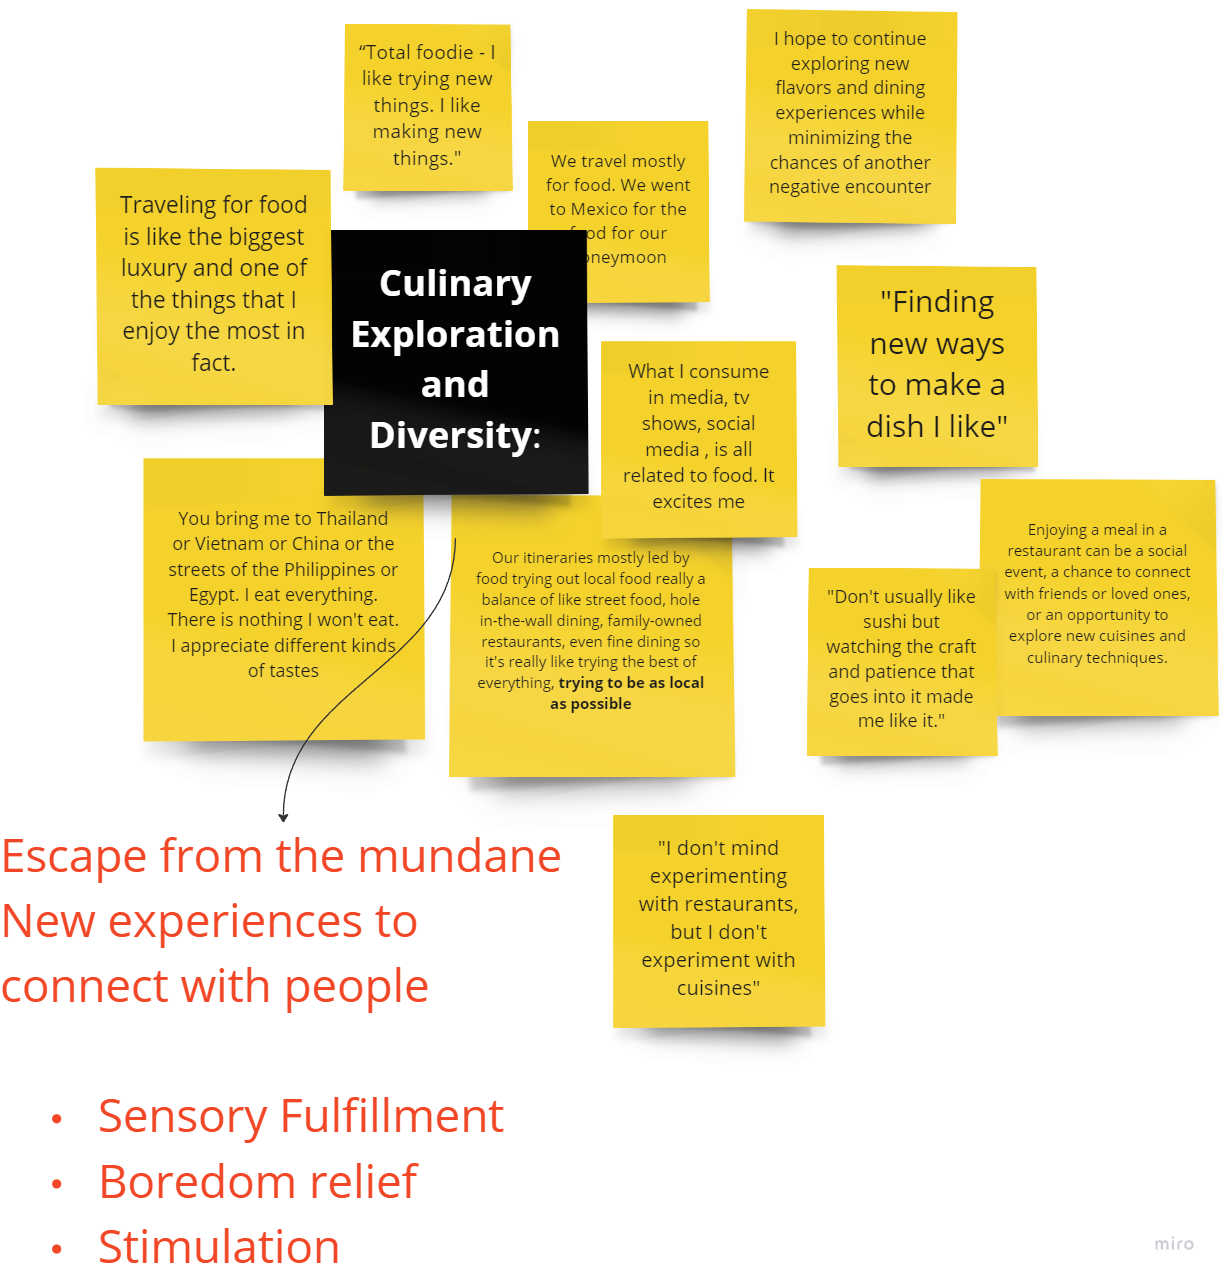 “Total foodie - I
like trying new
things. I like
making new
things."
I hope to continue
exploring new
flavors and dining
experiences while
minimizing the
chances of another
negative encounter
We travel mostly
for food. We went
to Mexico for the
for our
Traveling for food
is like the biggest
luxury and one of
the things that I
enjoy the most in
fact.
Culinary
Exploration
and
Diversity:
"Finding
new ways
to make a
dish I like"
What I consume
in media, tv
shows, social
media , is all
related to food. It
excites me
You bring me to Thailand
or Vietnam or China or the
streets of the Philippines or
Egypt. I eat everything.
There is nothing I won't eat.
I appreciate different kinds
of tastes
Our itineraries mostly led by
food trying out local food really a
balance of like street food, hole
in-the-wall dining, family-owned
restaurants, even fine dining so
it's really like trying the best of
everything, trying to be as local
as possible
"Don't usually like
sushi but
watching the craft
and patience that
goes into it made
me like it."
Enjoying a meal in a
restaurant can be a social
event, a chance to connect
with friends or loved ones,
or an opportunity to
explore new cuisines and
culinary techniques.
"I don't mind
experimenting
with restaurants,
but I don't
experiment with
cuisines"
Escape from the mundane
New experiences to
connect with people
• Sensory Fulfillment
• Boredom relief
• Stimulation
miro